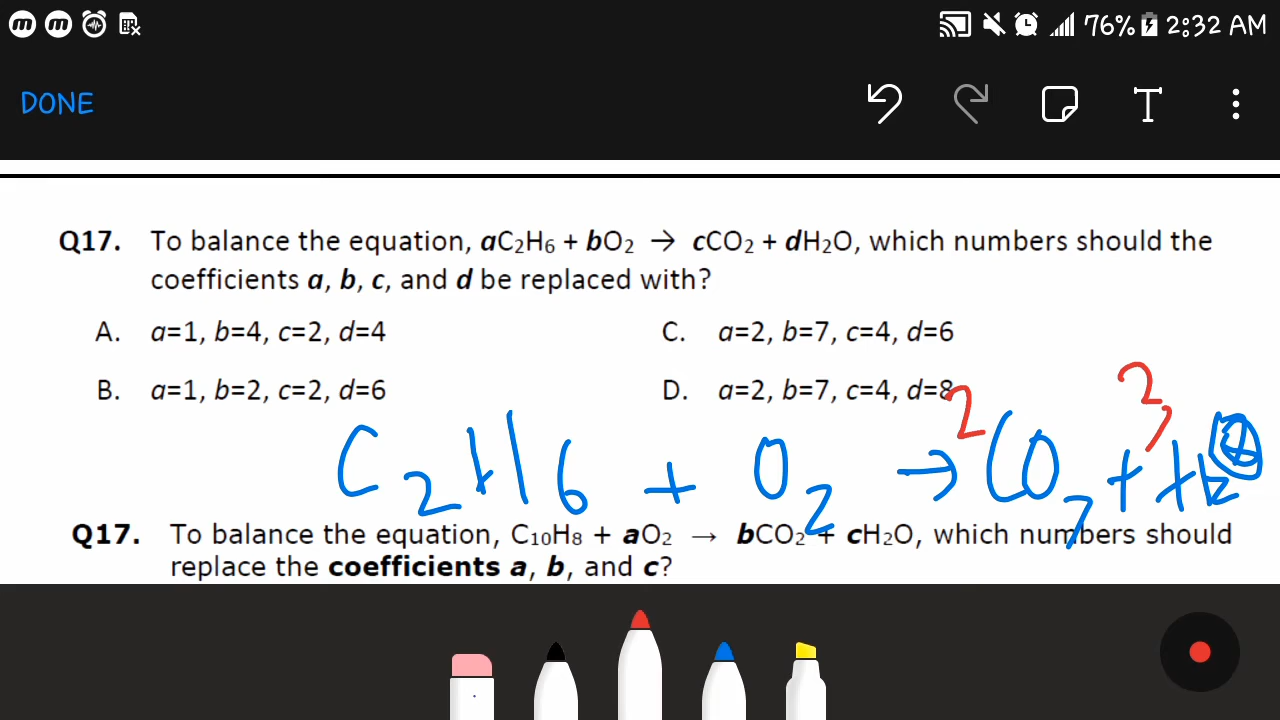 76% 2:32 AM
DONE
T
Q17. To balance the equation, aC₂H₆ + bO₂ → cCO₂ + dH₂O, which numbers should the
coefficients a, b, c, and d be replaced with?
A. a=1, b=4, c=2, d=4 C. a=2, b=7, c=4, d=6
B. a=1, b=2, c=2, d=6 D. a=2, b=7, c=4, d=8
2 3
C₂H6 + O₂ → CO₂ + H₂
Q17. To balance the equation, C₁₀H₈ + aO₂ → bCO₂ + cH₂O, which numbers should
replace the coefficients a, b, and c?